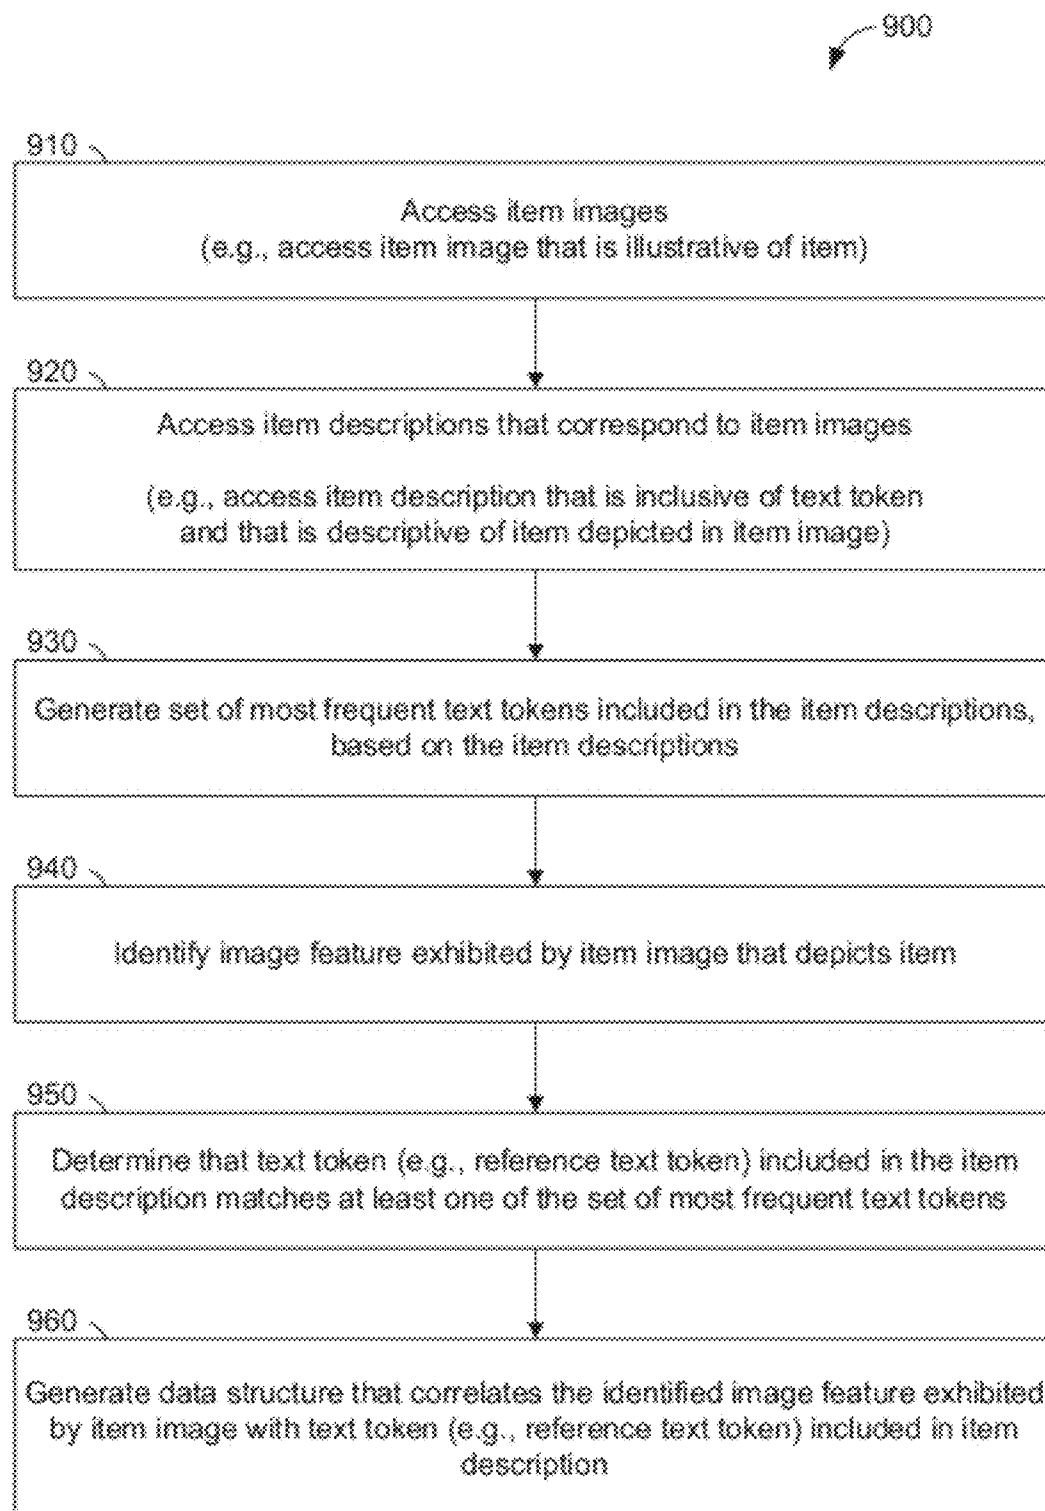 900
910
Access item images
(e.g., access item image that is illustrative of item)
920
Access item descriptions that correspond to item images
(e.g., access item description that is inclusive of text token
and that is descriptive of item depicted in item image)
930
Generate set of most frequent text tokens included in the item descriptions,
based on the item descriptions
940
Identify image feature exhibited by item image that depicts item
950
Determine that text token (e.g., reference text token) included in the item
description matches at least one of the set of most frequent text tokens
960
Generate data structure that correlates the identified image feature exhibited
by item image with text token (e.g., reference text token) included in item
description